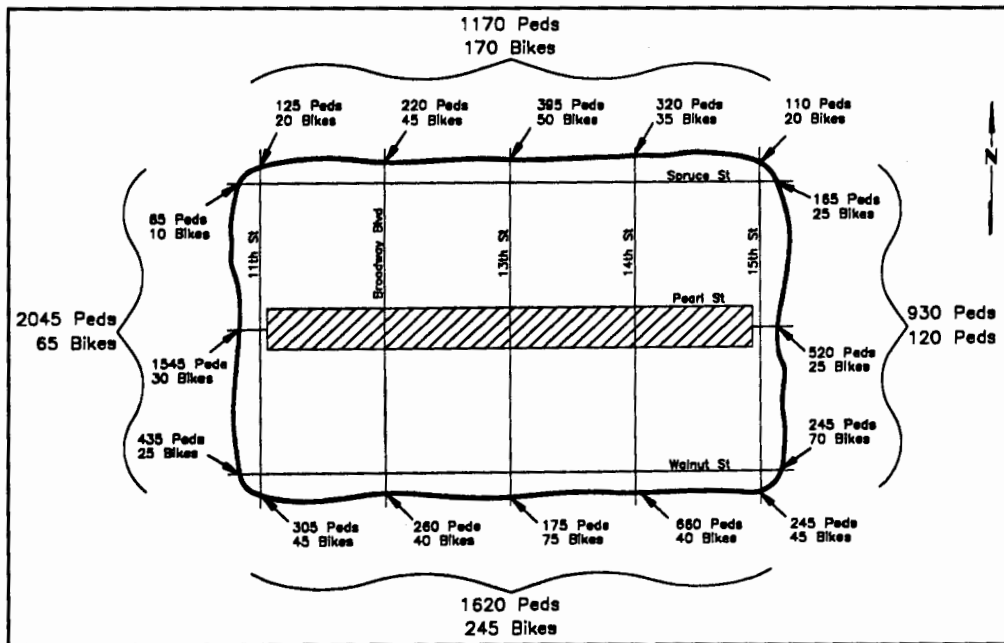 1170 Peds
170 Bikes
125 Peds
20 Bikes
220 Peds
45 Bikes
395 Peds
50 Bikes
320 Peds
35 Bikes
110 Peds
20 Bikes
N
Spruce St
65 Peds
10 Bikes
165 Peds
25 Bikes
11th St
Broadway Blvd
13th St
14th St
15th St
Pearl St
2045 Peds
65 Bikes
930 Peds
120 Peds
1545 Peds
30 Bikes
520 Peds
25 Bikes
435 Peds
25 Bikes
245 Peds
70 Bikes
Walnut St
305 Peds
45 Bikes
260 Peds
40 Bikes
175 Peds
75 Bikes
660 Peds
40 Bikes
245 Peds
45 Bikes
1620 Peds
245 Bikes